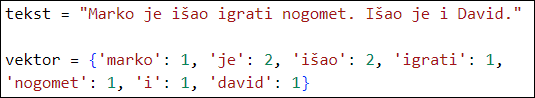 tekst = "Marko je išao igrati nogomet. Išao je i David."
vektor = {'marko': 1, 'je': 2, 'išao': 2, 'igrati': 1,
'nogomet': 1, 'i': 1, 'david': 1}